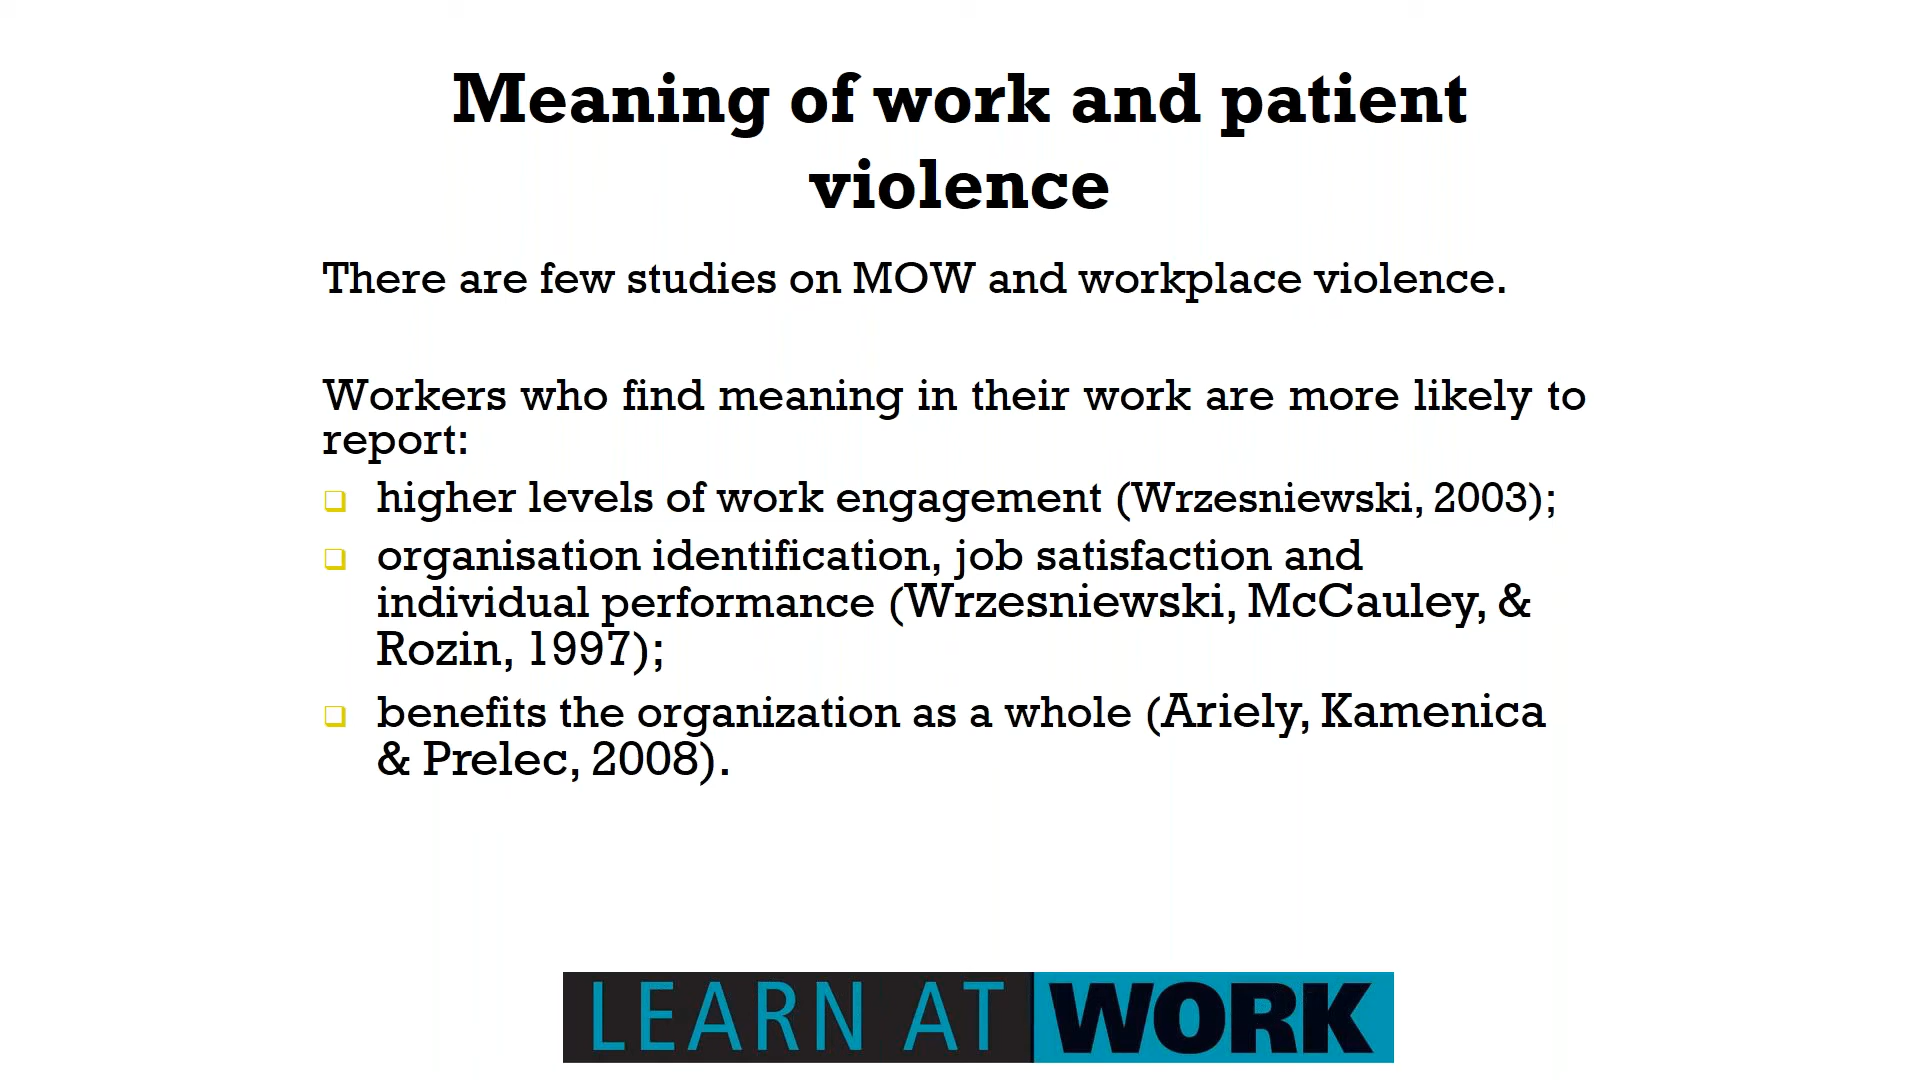 Meaning of work and patient
violence
There are few studies on MOW and workplace violence.
Workers who find meaning in their work are more likely to
report:
higher levels of work engagement (Wrzesniewski, 2003);
organisation identification, job satisfaction and
individual performance (Wrzesniewski, McCauley, &
Rozin, 1997);
benefits the organization as a whole (Ariely, Kamenica
& Prelec, 2008).
LEARN AT WORK